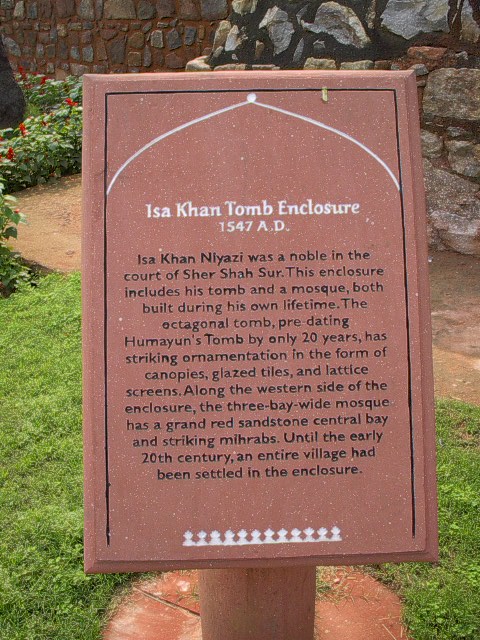 Isa Khan Tomb Enclosure
1547 A.D.
Isa Khan NIyazi was a noble in the
court of Sher Shah Sur. This enclosure
includes his tomb and a mosque, both
built during his own lifetime. The
octagonal tomb, pre-dating
Humayun's Tomb by only 20 years, has
striking ornamentation in the form of
canopies, glazed tiles, and lattice
screens. Along the western side of the
enclosure, the three-bay-wide mosque
has a grand red sandstone central bay
and striking mihrabs. Until the early
20th century, an entire village had
been settled in the enclosure.